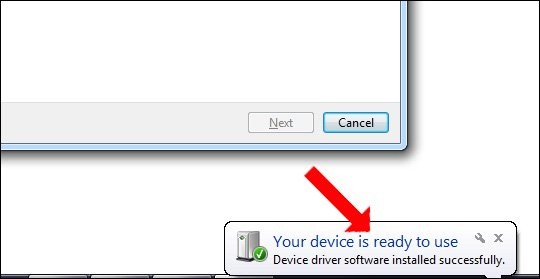 Next
Cancel
Your device is ready to use
Device driver software installed successfully.